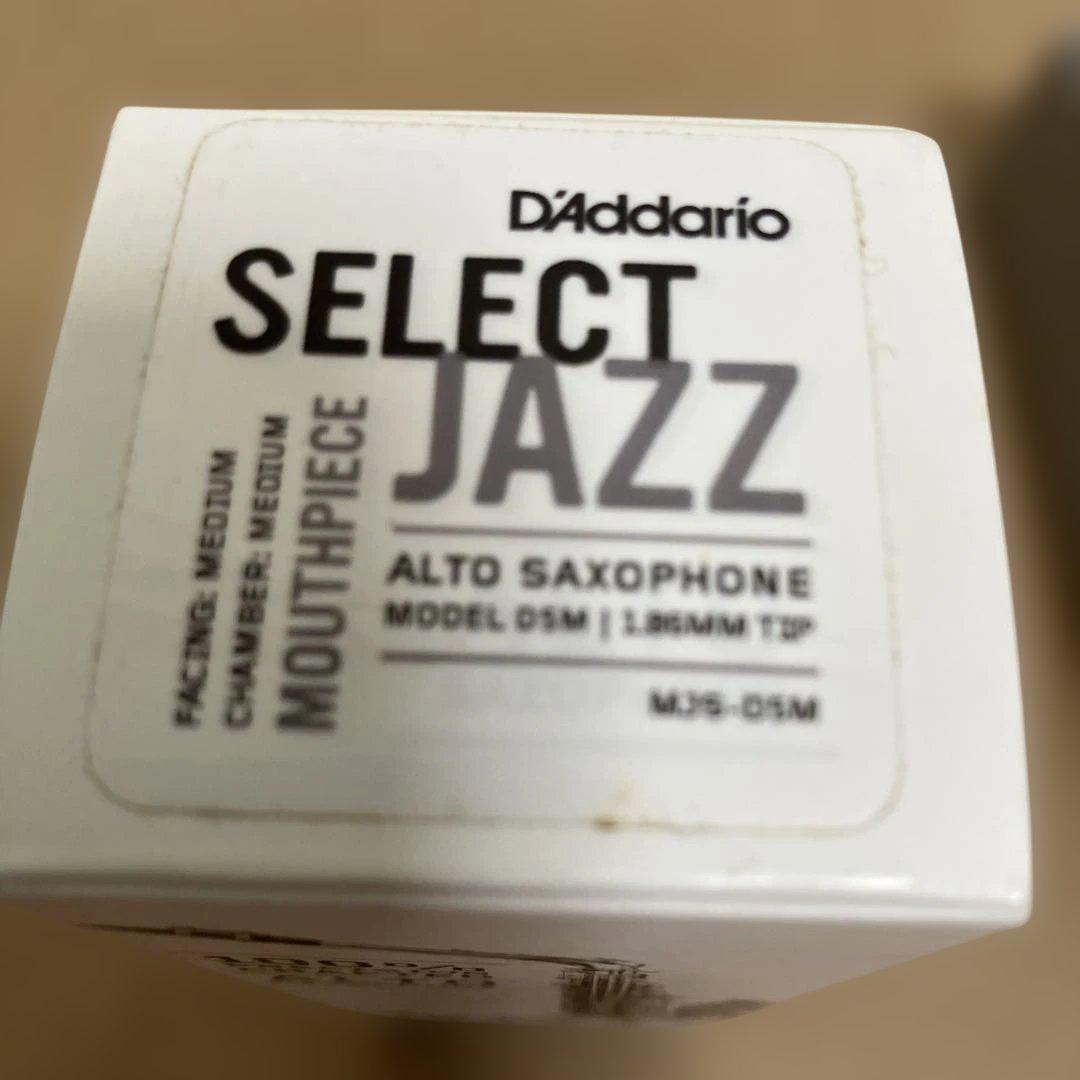 D'Addario
SELECT
JAZZ
MOUTHPIECE
FACING: MEDIUM
CHAMBER: MEDIUM
ALTO SAXOPHONE
MODEL D5M | 1.86MM TIP
MJS-D5M